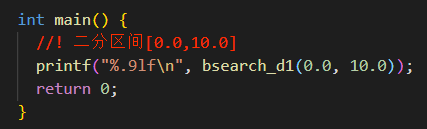 int main() {
//! 二分区间[0.0,10.0]
printf("%.9lf\n", bsearch_d1(0.0, 10.0));
return 0;
}